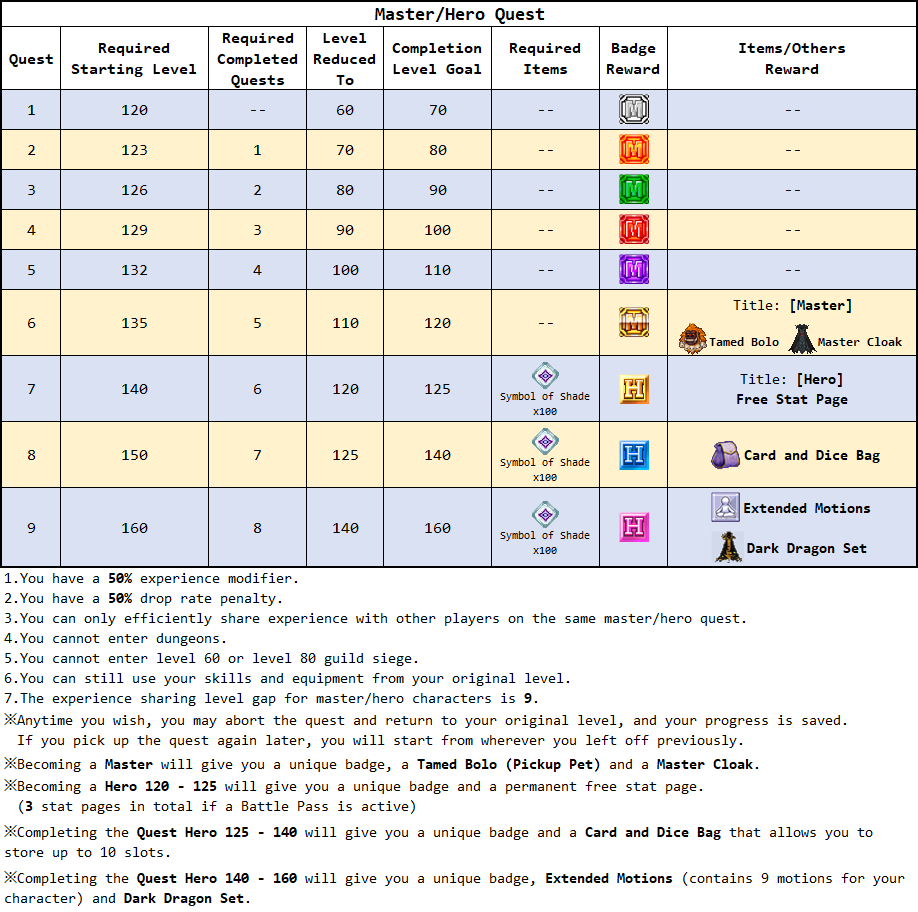 Master/Hero Quest
Quest Required Starting Level Required Completed Quests Level Reduced To Completion Level Goal Required Items Badge Reward Items/Others Reward
1 120 -- 60 70 -- M --
2 123 1 70 80 -- M --
3 126 2 80 90 -- M --
4 129 3 90 100 -- M --
5 132 4 100 110 -- M --
6 135 5 110 120 -- M Title: [Master] Tamed Bolo Master Cloak
7 140 6 120 125 Symbol of Shade x100 H Title: [Hero] Free Stat Page
8 150 7 125 140 Symbol of Shade x100 H Card and Dice Bag
9 160 8 140 160 Symbol of Shade x100 H Extended Motions Dark Dragon Set
1.You have a 50% experience modifier.
2.You have a 50% drop rate penalty.
3.You can only efficiently share experience with other players on the same master/hero quest.
4.You cannot enter dungeons.
5.You cannot enter level 60 or level 80 guild siege.
6.You can still use your skills and equipment from your original level.
7.The experience sharing level gap for master/hero characters is 9.
※Anytime you wish, you may abort the quest and return to your original level, and your progress is saved.
If you pick up the quest again later, you will start from wherever you left off previously.
※Becoming a Master will give you a unique badge, a Tamed Bolo (Pickup Pet) and a Master Cloak.
※Becoming a Hero 120 - 125 will give you a unique badge and a permanent free stat page.
(3 stat pages in total if a Battle Pass is active)
※Completing the Quest Hero 125 - 140 will give you a unique badge and a Card and Dice Bag that allows you to
store up to 10 slots.
※Completing the Quest Hero 140 - 160 will give you a unique badge, Extended Motions (contains 9 motions for your
character) and Dark Dragon Set.